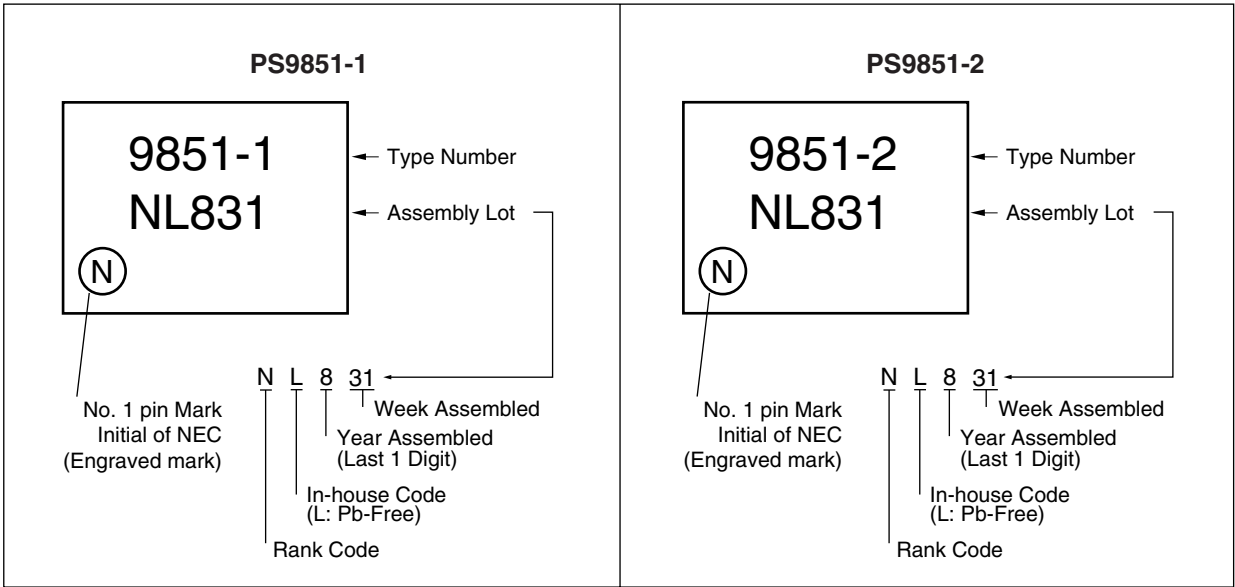 PS9851-1
9851-1
NL831
N
Type Number
Assembly Lot
N L 8 31
No. 1 pin Mark
Initial of NEC
(Engraved mark)
Week Assembled
Year Assembled
(Last 1 Digit)
In-house Code
(L: Pb-Free)
Rank Code
PS9851-2
9851-2
NL831
N
Type Number
Assembly Lot
N L 8 31
No. 1 pin Mark
Initial of NEC
(Engraved mark)
Week Assembled
Year Assembled
(Last 1 Digit)
In-house Code
(L: Pb-Free)
Rank Code